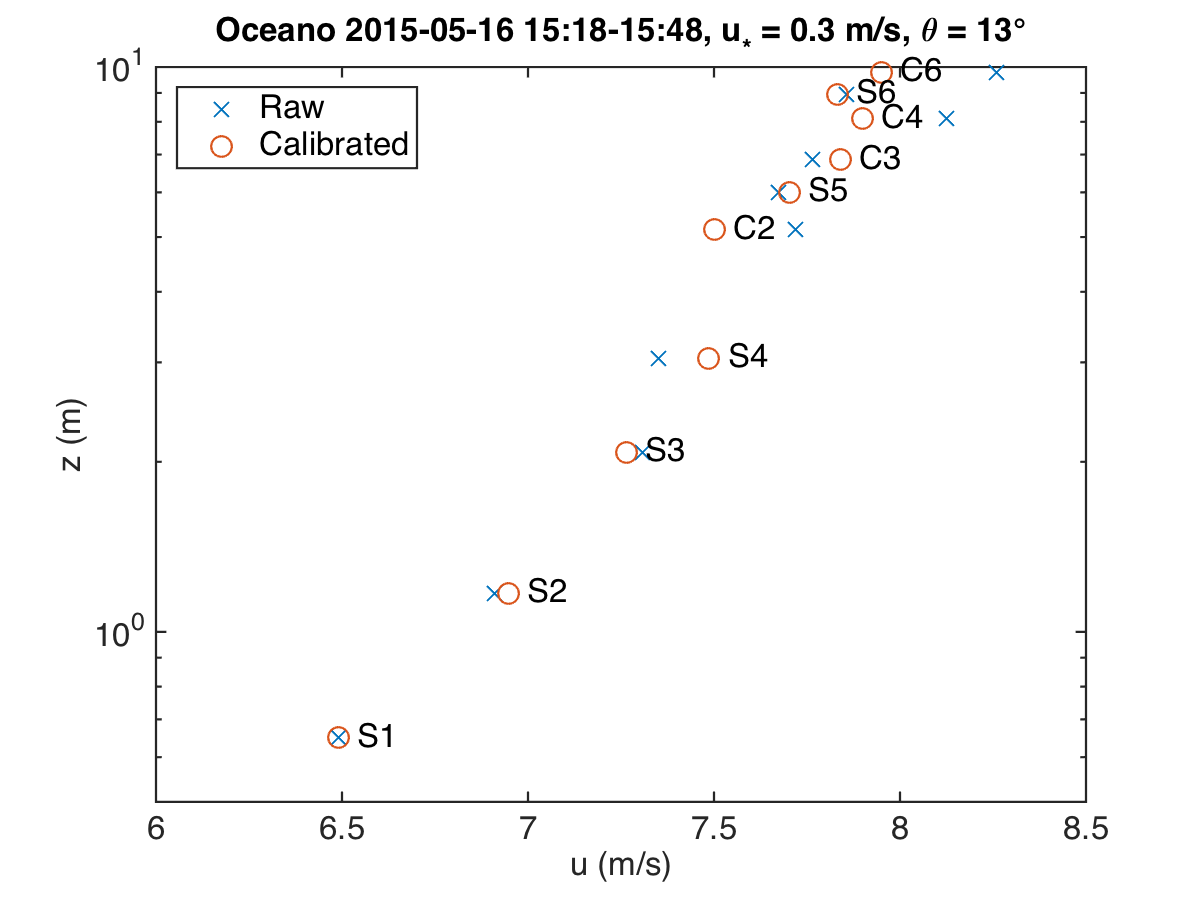 Oceano 2015-05-16 15:18-15:48, u* = 0.3 m/s, θ = 13°
10¹
Raw
Calibrated
C6
S6
C4
C3
S5
C2
S4
S3
z (m)
S2
10⁰
S1
6 6.5 7 7.5 8 8.5
u (m/s)